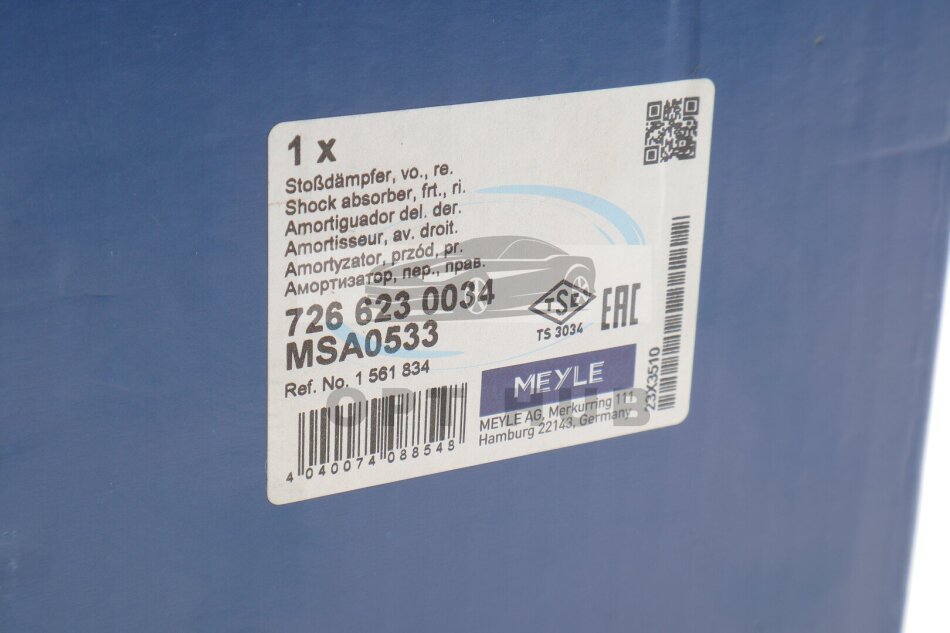 1 x
Stoßdämpfer, vo., re.
Shock absorber, frt., ri.
Amortiguador del. der.
Amortisseur, av. droit.
Amortyzator, przód, pr.
Амортизатор, пер., прав.
726 623 0034
MSA0533
Ref. No. 1 561 834
4 040074 088548
TSE
TS 3034
EAC
MEYLE
MEYLE AG, Merkurring 111
Hamburg 22143, Germany
23X3510
OPEL HUB